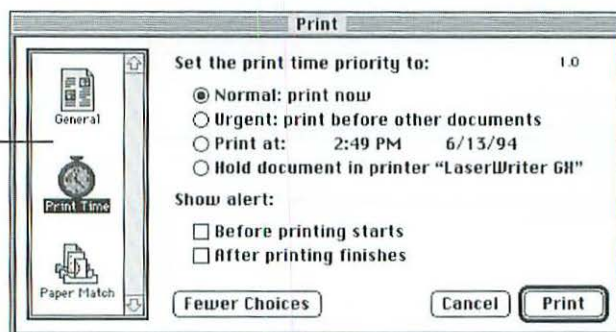 Print
General
Print Time
Paper Match
Set the print time priority to: 1.0
Normal: print now
Urgent: print before other documents
Print at: 2:49 PM 6/13/94
Hold document in printer “LaserWriter GX”
Show alert:
Before printing starts
After printing finishes
Fewer Choices Cancel Print